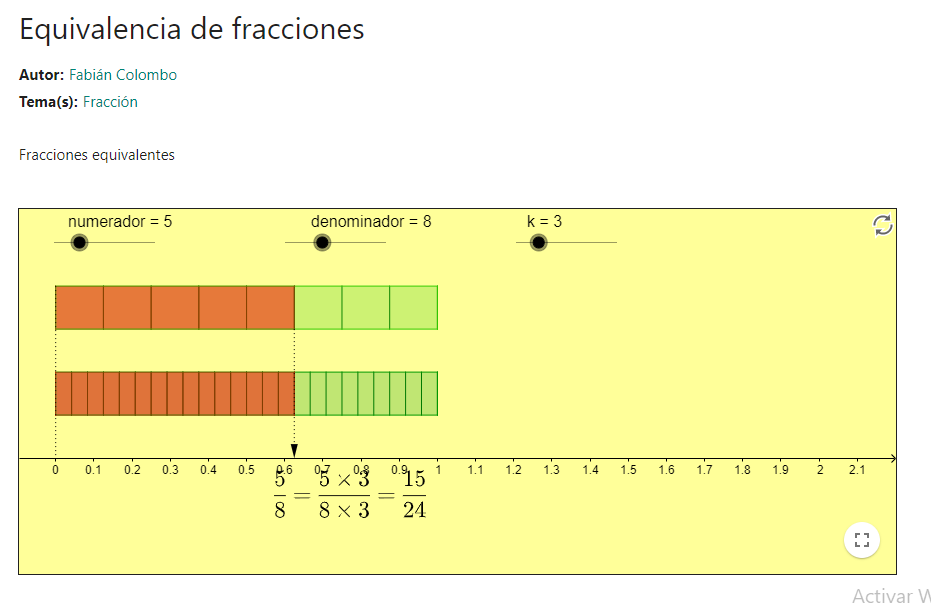 Equivalencia de fracciones
Autor: Fabián Colombo
Tema(s): Fracción
Fracciones equivalentes
numerador = 5 denominador = 8 k = 3
0 0.1 0.2 0.3 0.4 0.5 0.6 0.7 0.8 0.9 1 1.1 1.2 1.3 1.4 1.5 1.6 1.7 1.8 1.9 2 2.1
5/8 = 5 × 3/8 × 3 = 15/24
Activar W